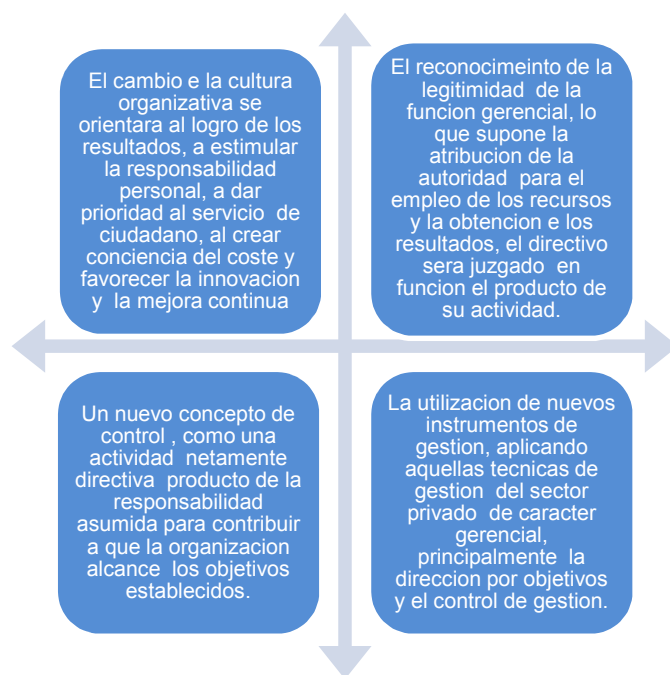 El cambio e la cultura
organizativa se
orientara al logro de los
resultados, a estimular
la responsabilidad
personal, a dar
prioridad al servicio de
ciudadano, al crear
conciencia del coste y
favorecer la innovacion
y la mejora continua
El reconocimeinto de la
legitimidad de la
funcion gerencial, lo
que supone la
atribucion de la
autoridad para el
empleo de los recursos
y la obtencion e los
resultados, el directivo
sera juzgado en
funcion el producto de
su actividad.
Un nuevo concepto de
control , como una
actividad netamente
directiva producto de la
responsabilidad
asumida para contribuir
a que la organizacion
alcance los objetivos
establecidos.
La utilizacion de nuevos
instrumentos de
gestion, aplicando
aquellas tecnicas de
gestion del sector
privado de caracter
gerencial,
principalmente la
direccion por objetivos
y el control de gestion.